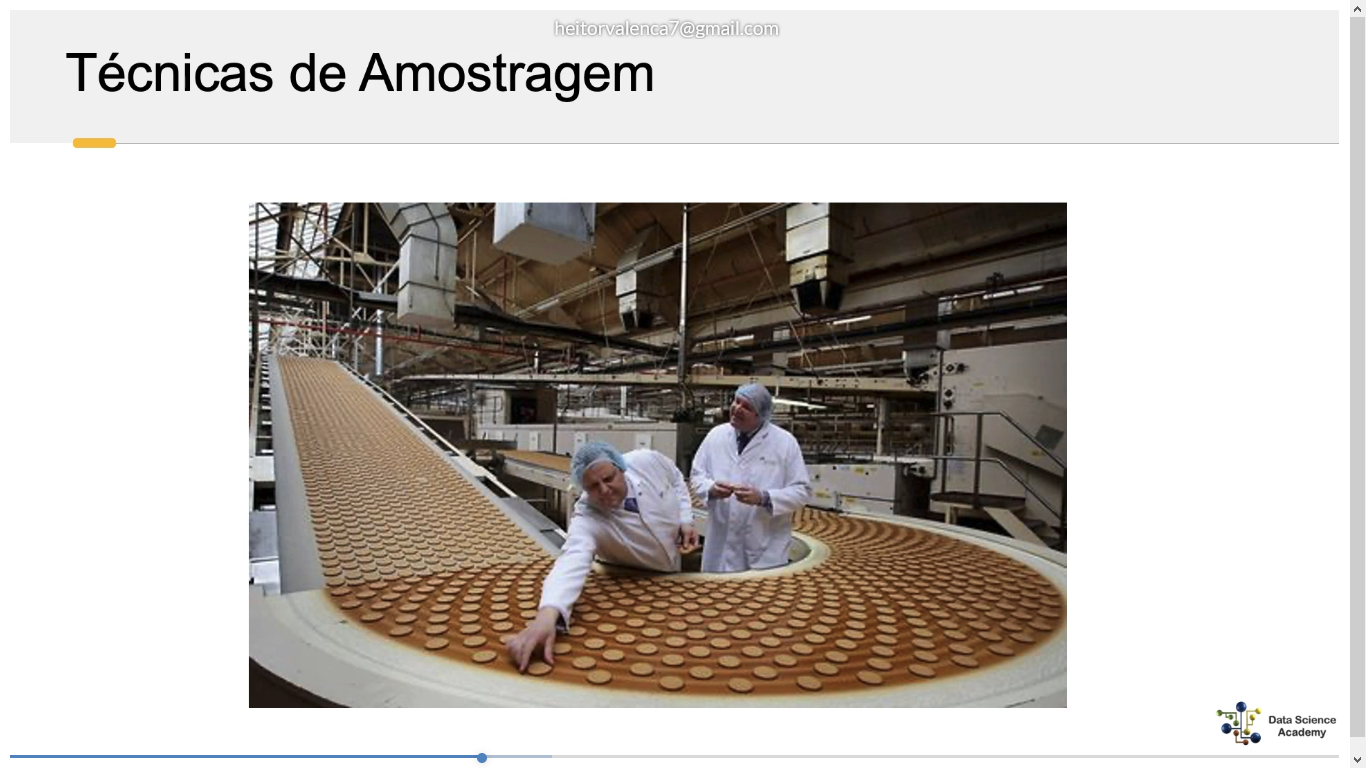 heitorvalenca7@gmail.com
Técnicas de Amostragem
Data Science
Academy